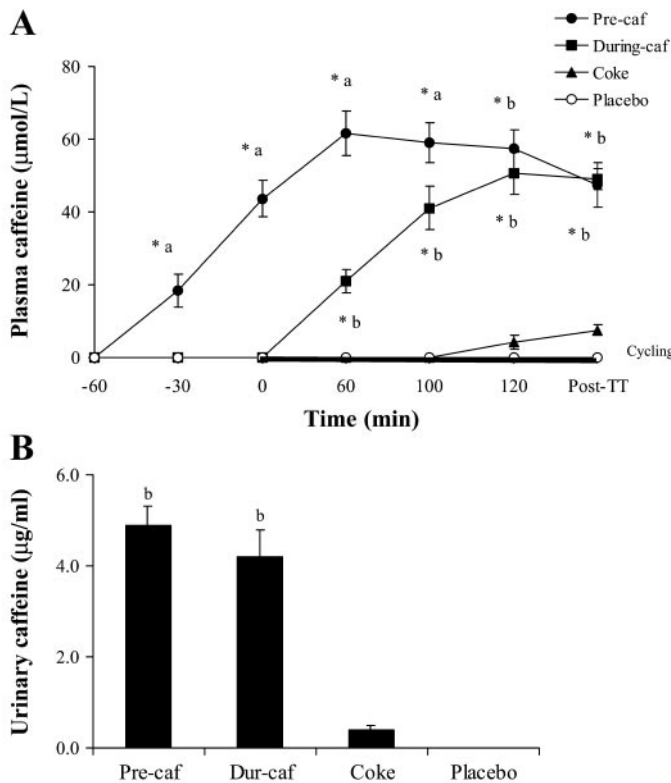 A
Pre-caf
During-caf
Coke
Placebo
Plasma caffeine (μmol/L)
80
60
40
20
0
* a
* a
* a
* a
* b
* b
* b
* b
* b
* b
Cycling
-60
-30
0
60
100
120
Post-TT
Time (min)
B
Urinary caffeine (μg/ml)
6.0
4.0
2.0
0.0
b
b
Pre-caf
Dur-caf
Coke
Placebo